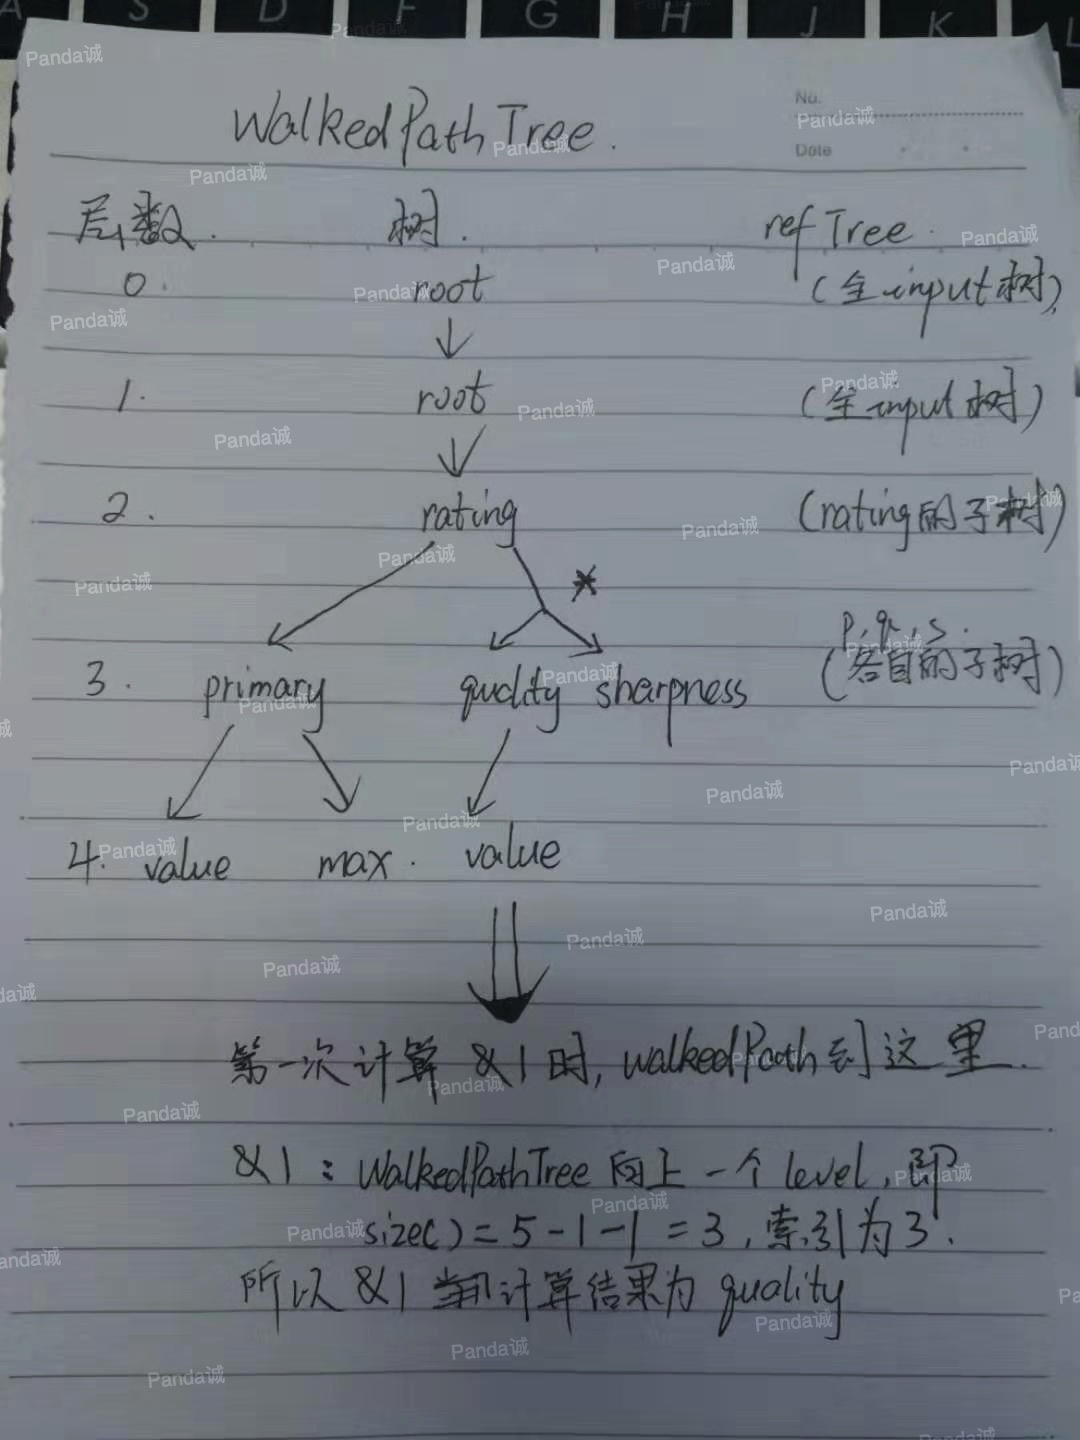 A S D F G H J K L
No.
WalkedPathTree.
Date
层数. 树. refTree.
0. root (全input树)
1. root (全input树)
2. rating (rating的子树)
*
p, q, s.
3. primary quality sharpness (各自的子树)
4. value max. value
第一次计算 &1时, walkedPath到这里.
&1: WalkedPathTree 向上一个level, 即
size()=5-1-1=3, 索引为3.
所以 &1 计算结果为 quality
Panda诚